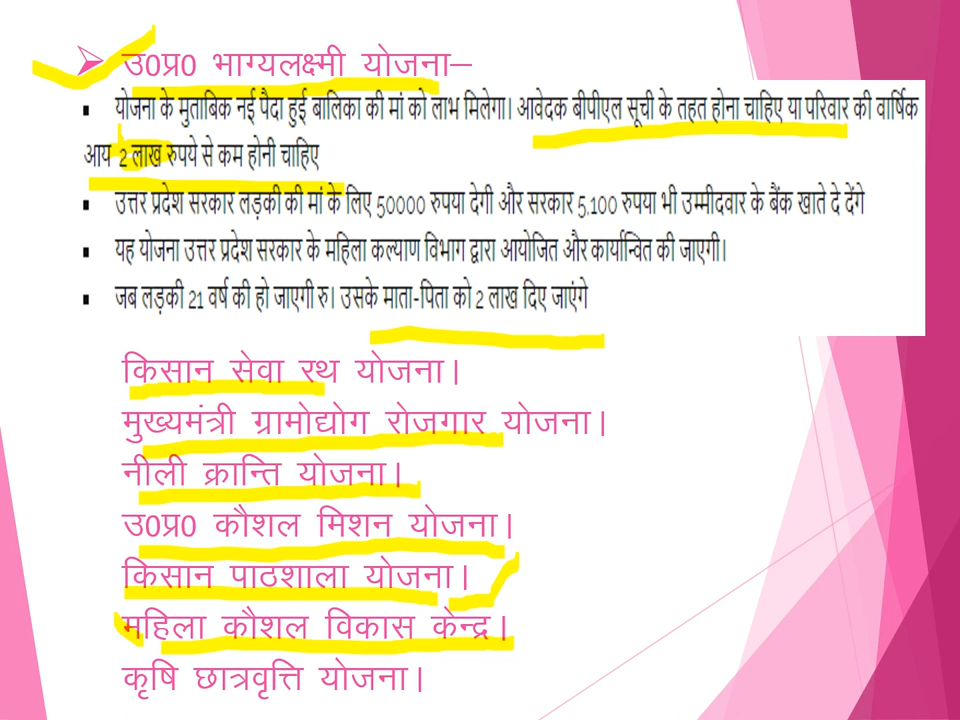 उ0प्र0 भाग्यलक्ष्मी योजना–
योजना के मुताबिक नई पैदा हुई बालिका की मां को लाभ मिलेगा। आवेदक बीपीएल सूची के तहत होना चाहिए या परिवार की वार्षिक
आय 2 लाख रुपये से कम होनी चाहिए
उत्तर प्रदेश सरकार लड़की की मां के लिए 50000 रुपया देगी और सरकार 5,100 रुपया भी उम्मीदवार के बैंक खाते दे देंगे
यह योजना उत्तर प्रदेश सरकार के महिला कल्याण विभाग द्वारा आयोजित और कार्यान्वित की जाएगी।
जब लड़की 21 वर्ष की हो जाएगी रु। उसके माता-पिता को 2 लाख दिए जाएंगे
किसान सेवा रथ योजना।
मुख्यमंत्री ग्रामोद्योग रोजगार योजना।
नीली क्रान्ति योजना।
उ0प्र0 कौशल मिशन योजना।
किसान पाठशाला योजना।
महिला कौशल विकास केन्द्र।
कृषि छात्रवृत्ति योजना।